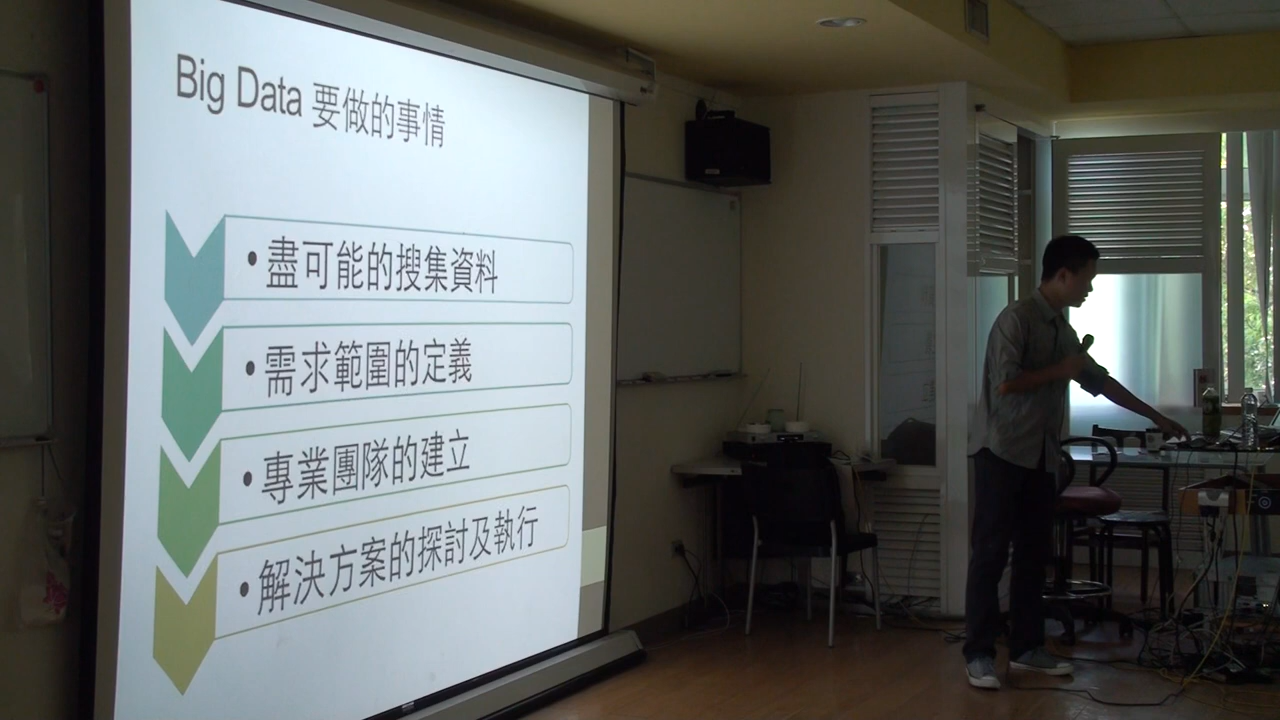 Big Data 要做的事情
•盡可能的搜集資料
•需求範圍的定義
•專業團隊的建立
•解決方案的探討及執行